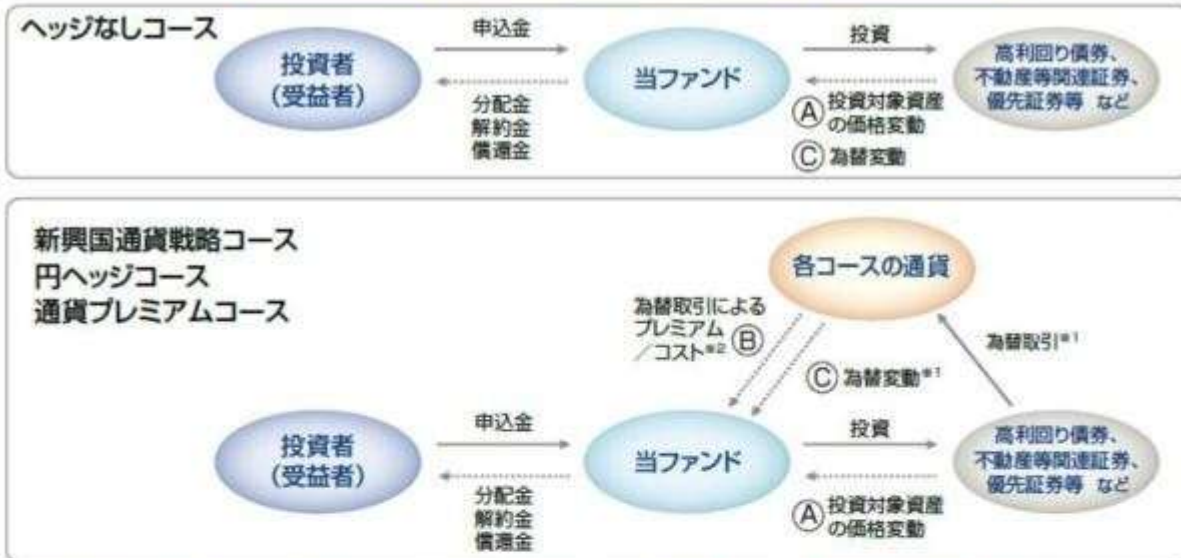 ヘッジなしコース
投資者
(受益者)
申込金
分配金
解約金
償還金
当ファンド
投資
Ⓐ 投資対象資産
の価格変動
Ⓒ 為替変動
高利回り債券、
不動産等関連証券、
優先証券等 など
新興国通貨戦略コース
円ヘッジコース
通貨プレミアムコース
各コースの通貨
為替取引による
プレミアム
／コスト※2 Ⓑ
Ⓒ 為替変動※1
為替取引※1
投資者
(受益者)
申込金
分配金
解約金
償還金
当ファンド
投資
Ⓐ 投資対象資産
の価格変動
高利回り債券、
不動産等関連証券、
優先証券等 など